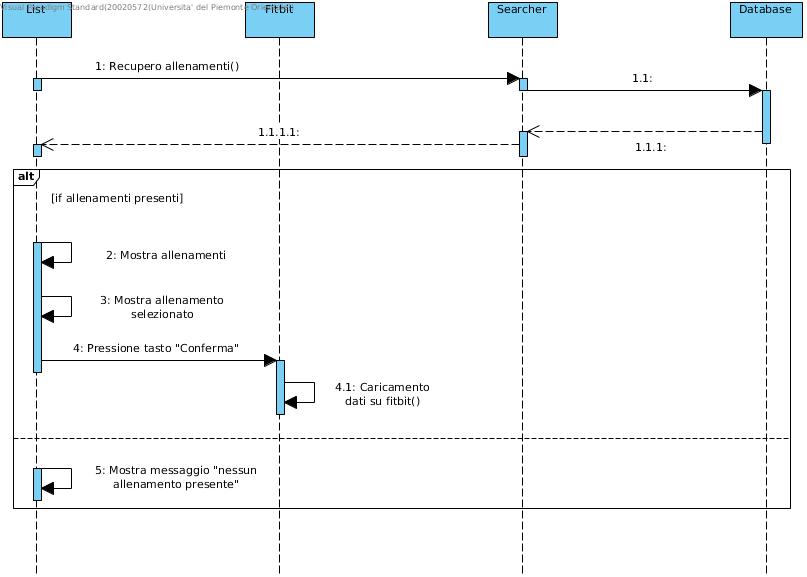 Visual Paradigm Standard(20020572(Universita' del Piemonte Orientale))
List
Fitbit
Searcher
Database
1: Recupero allenamenti()
1.1:
1.1.1.1:
1.1.1:
alt
[if allenamenti presenti]
2: Mostra allenamenti
3: Mostra allenamento
selezionato
4: Pressione tasto "Conferma"
4.1: Caricamento
dati su fitbit()
5: Mostra messaggio "nessun
allenamento presente"